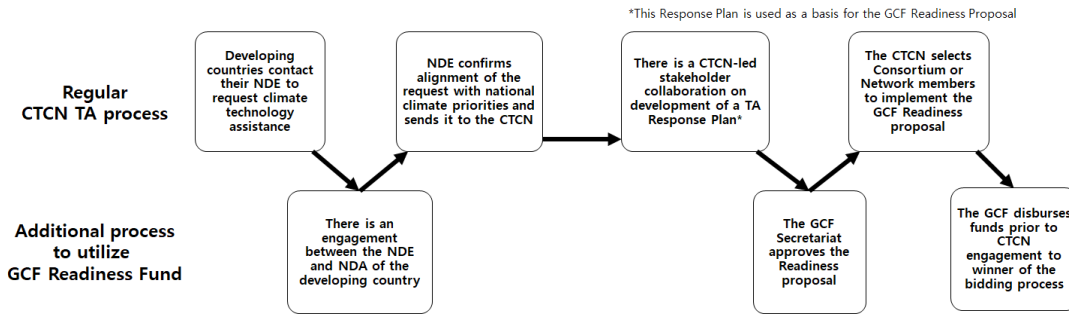 *This Response Plan is used as a basis for the GCF Readiness Proposal
Regular
CTCN TA process
Developing
countries contact
their NDE to
request climate
technology
assistance
NDE confirms
alignment of the
request with national
climate priorities and
sends it to the CTCN
There is a CTCN-led
stakeholder
collaboration on
development of a TA
Response Plan*
The CTCN selects
Consortium or
Network members
to implement the
GCF Readiness
proposal
Additional process
to utilize
GCF Readiness Fund
There is an
engagement
between the NDE
and NDA of the
developing country
The GCF
Secretariat
approves the
Readiness
proposal
The GCF disburses
funds prior to
CTCN
engagement to
winner of the
bidding process